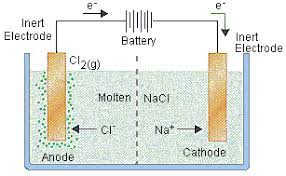 e⁻
e⁻
Inert
Electrode
Battery
Inert
Electrode
Cl₂(g)
Molten
NaCl
Cl⁻
Na⁺
Anode
Cathode